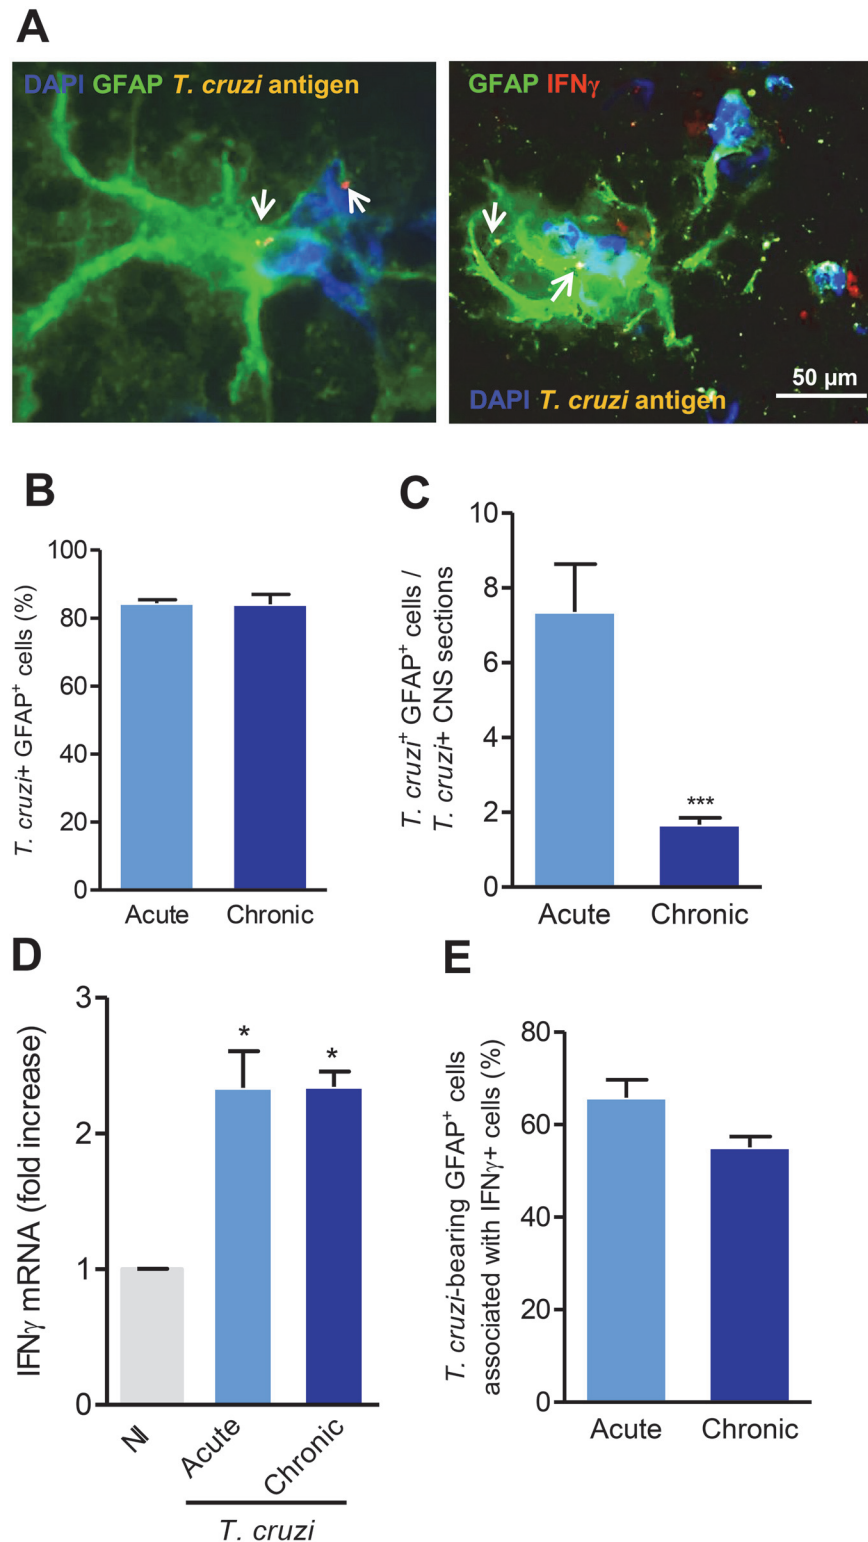 A
DAPI GFAP T. cruzi antigen
GFAP IFNγ
DAPI T. cruzi antigen
50 µm
B
T. cruzi+ GFAP⁺ cells (%)
100
80
60
40
20
0
Acute Chronic
C
T. cruzi⁺ GFAP⁺ cells /
T. cruzi+ CNS sections
10
8
6
4
2
0
***
Acute Chronic
D
IFNγ mRNA (fold increase)
3
2
1
0
*
*
NI
Acute
Chronic
T. cruzi
E
T. cruzi-bearing GFAP⁺ cells
associated with IFNγ+ cells (%)
80
60
40
20
0
Acute Chronic